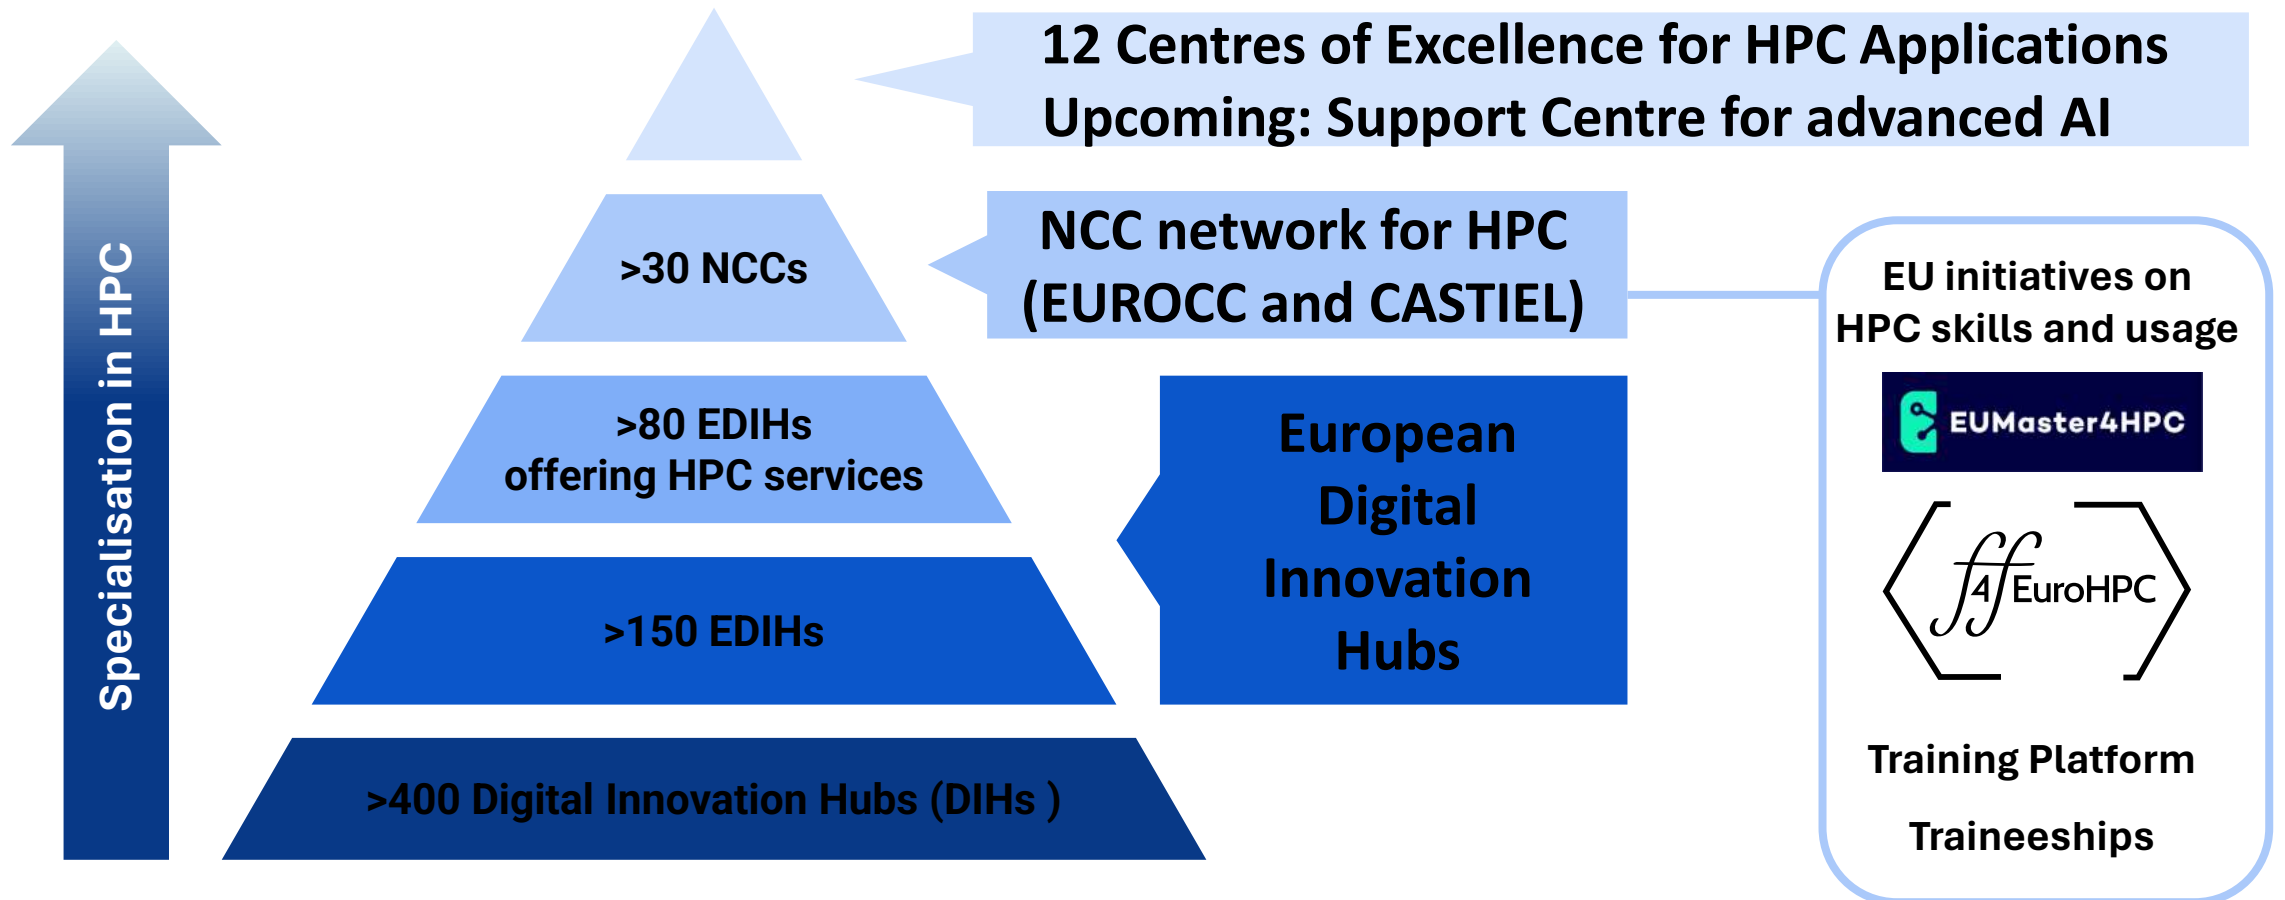 Specialisation in HPC
12 Centres of Excellence for HPC Applications
Upcoming: Support Centre for advanced AI
>30 NCCs
NCC network for HPC
(EUROCC and CASTIEL)
>80 EDIHs
offering HPC services
>150 EDIHs
European
Digital
Innovation
Hubs
>400 Digital Innovation Hubs (DIHs )
EU initiatives on
HPC skills and usage
EUMaster4HPC
ff4EuroHPC
Training Platform
Traineeships